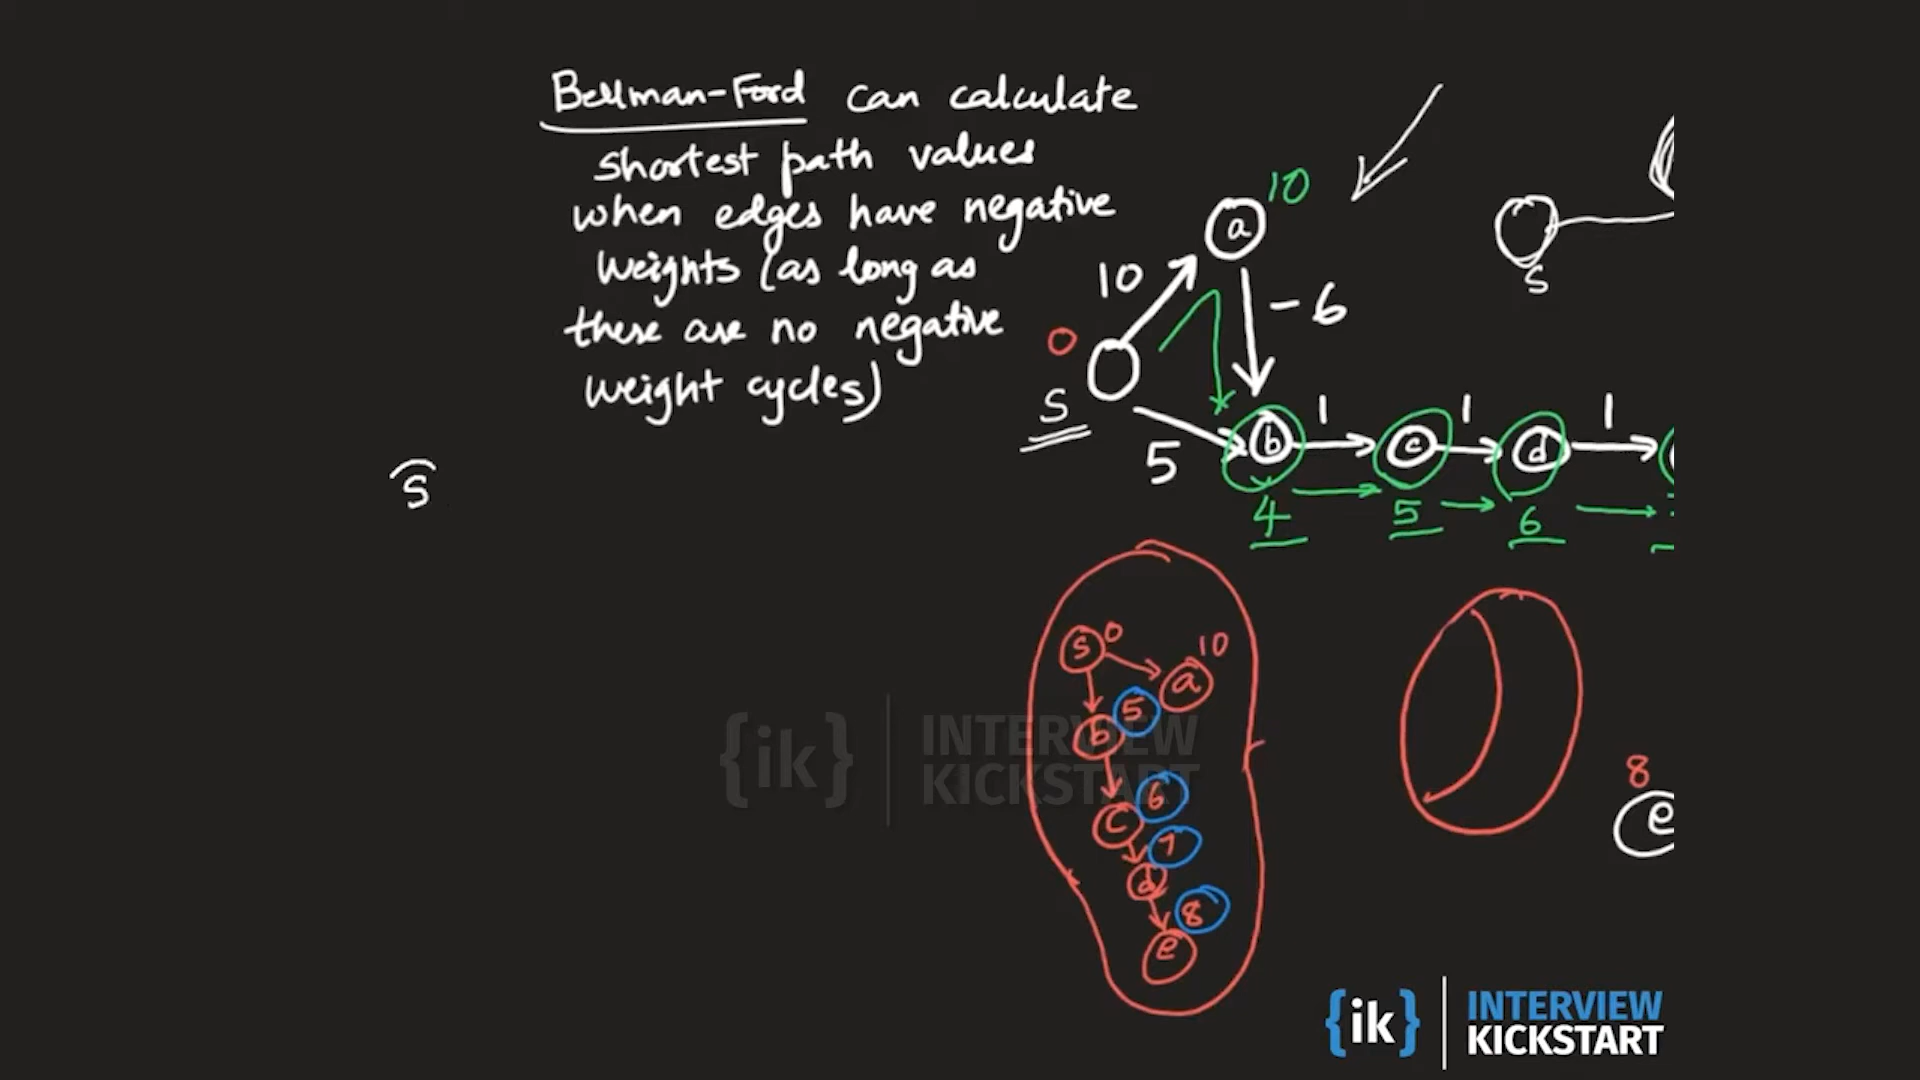 Bellman-Ford can calculate
shortest path values
when edges have negative
weights (as long as
there are no negative
weight cycles)
10
a
10
-6
0
S
S
5
b
1
c
1
d
1
4
5
6
S
S
0
10
a
5
b
6
c
7
d
8
e
8
e
{ik} INTERVIEW
KICKSTART
{ik} INTERVIEW
KICKSTART